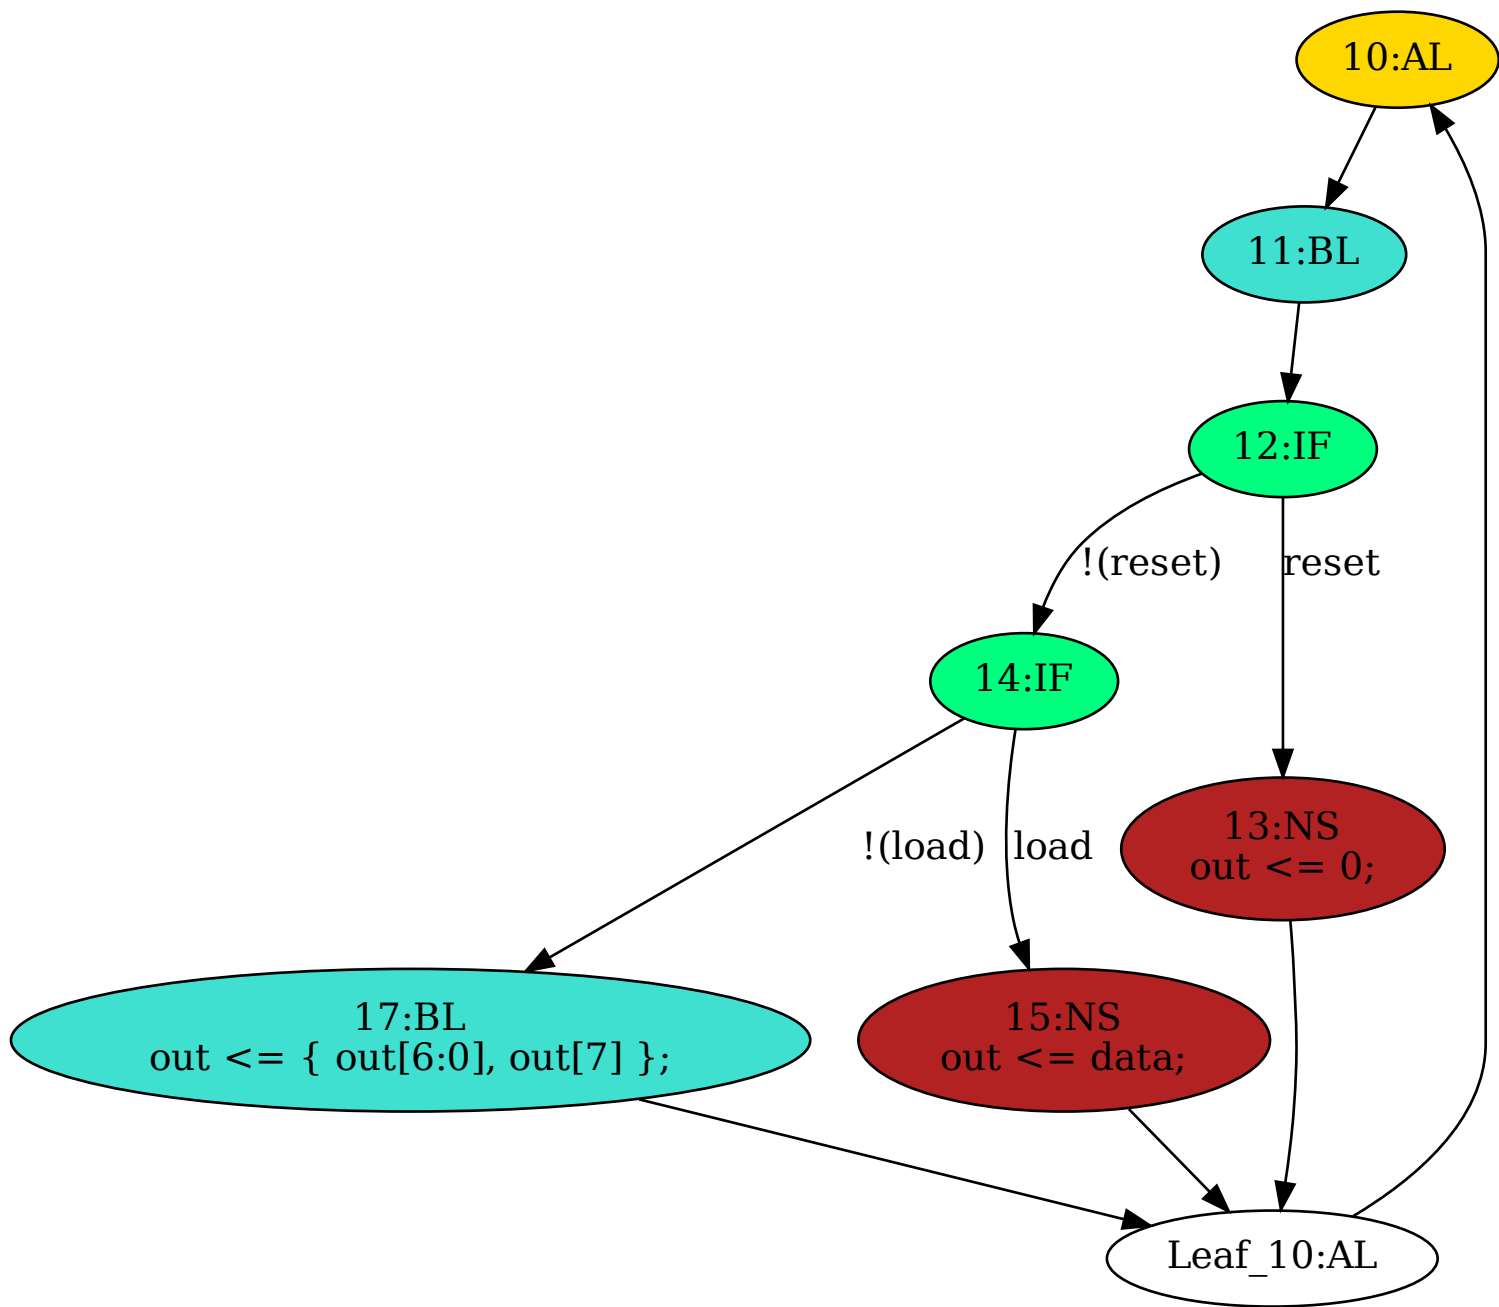 10:AL
11:BL
12:IF
!(reset)
reset
14:IF
13:NS
out <= 0;
!(load)
load
17:BL
out <= { out[6:0], out[7] };
15:NS
out <= data;
Leaf_10:AL